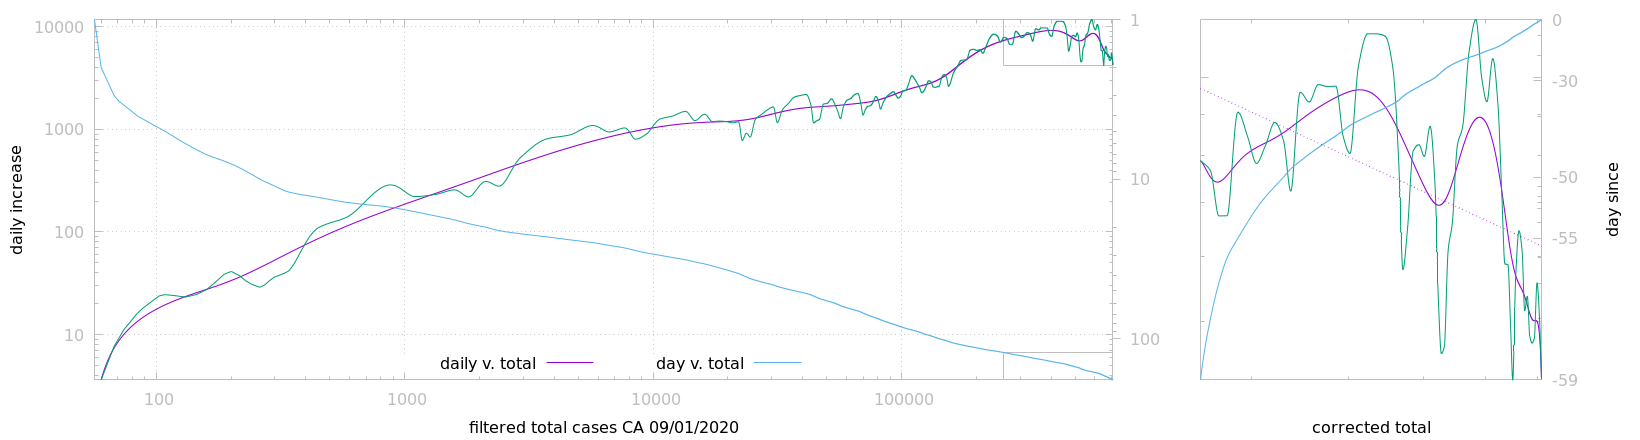 10000
1000
100
10
daily increase
100
1000
10000
100000
filtered total cases CA 09/01/2020
daily v. total
day v. total
1
10
100
0
-30
-50
-55
-59
day since
corrected total